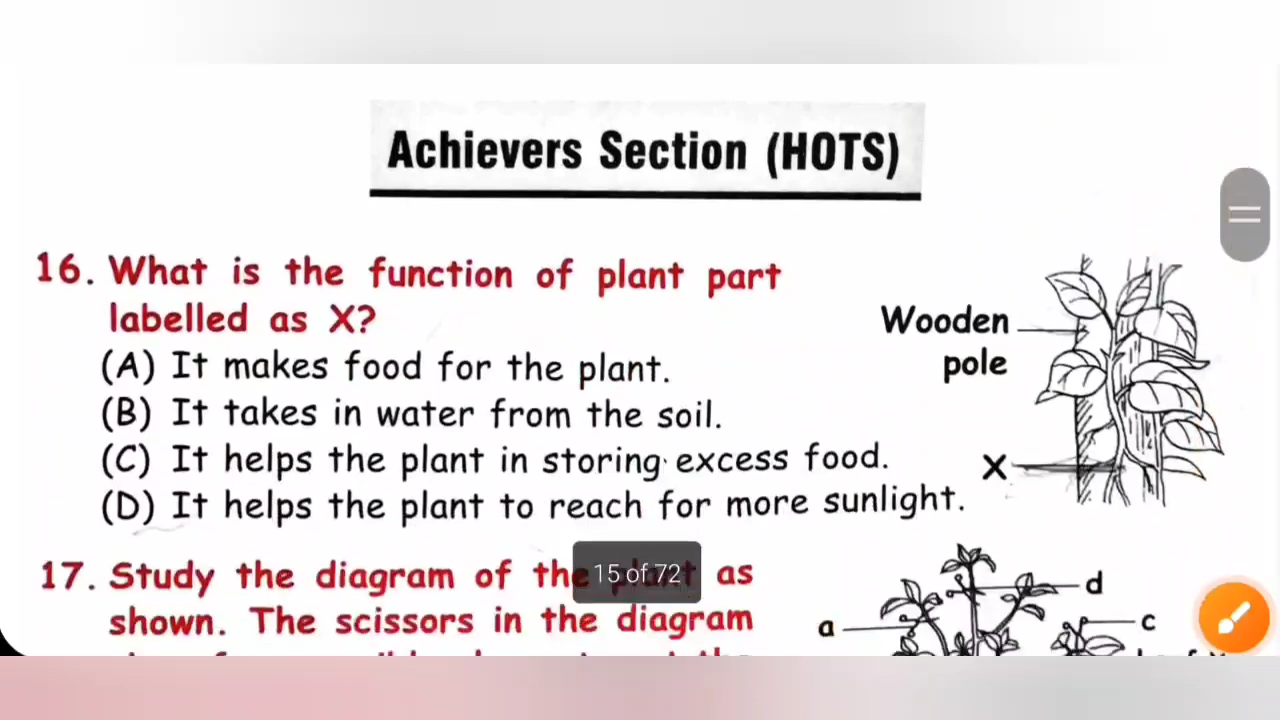 Achievers Section (HOTS)
16. What is the function of plant part
labelled as X?
(A) It makes food for the plant.
(B) It takes in water from the soil.
(C) It helps the plant in storing excess food.
(D) It helps the plant to reach for more sunlight.
Wooden
pole
X
17. Study the diagram of the plant as
shown. The scissors in the diagram
15 of 72
d
a
c